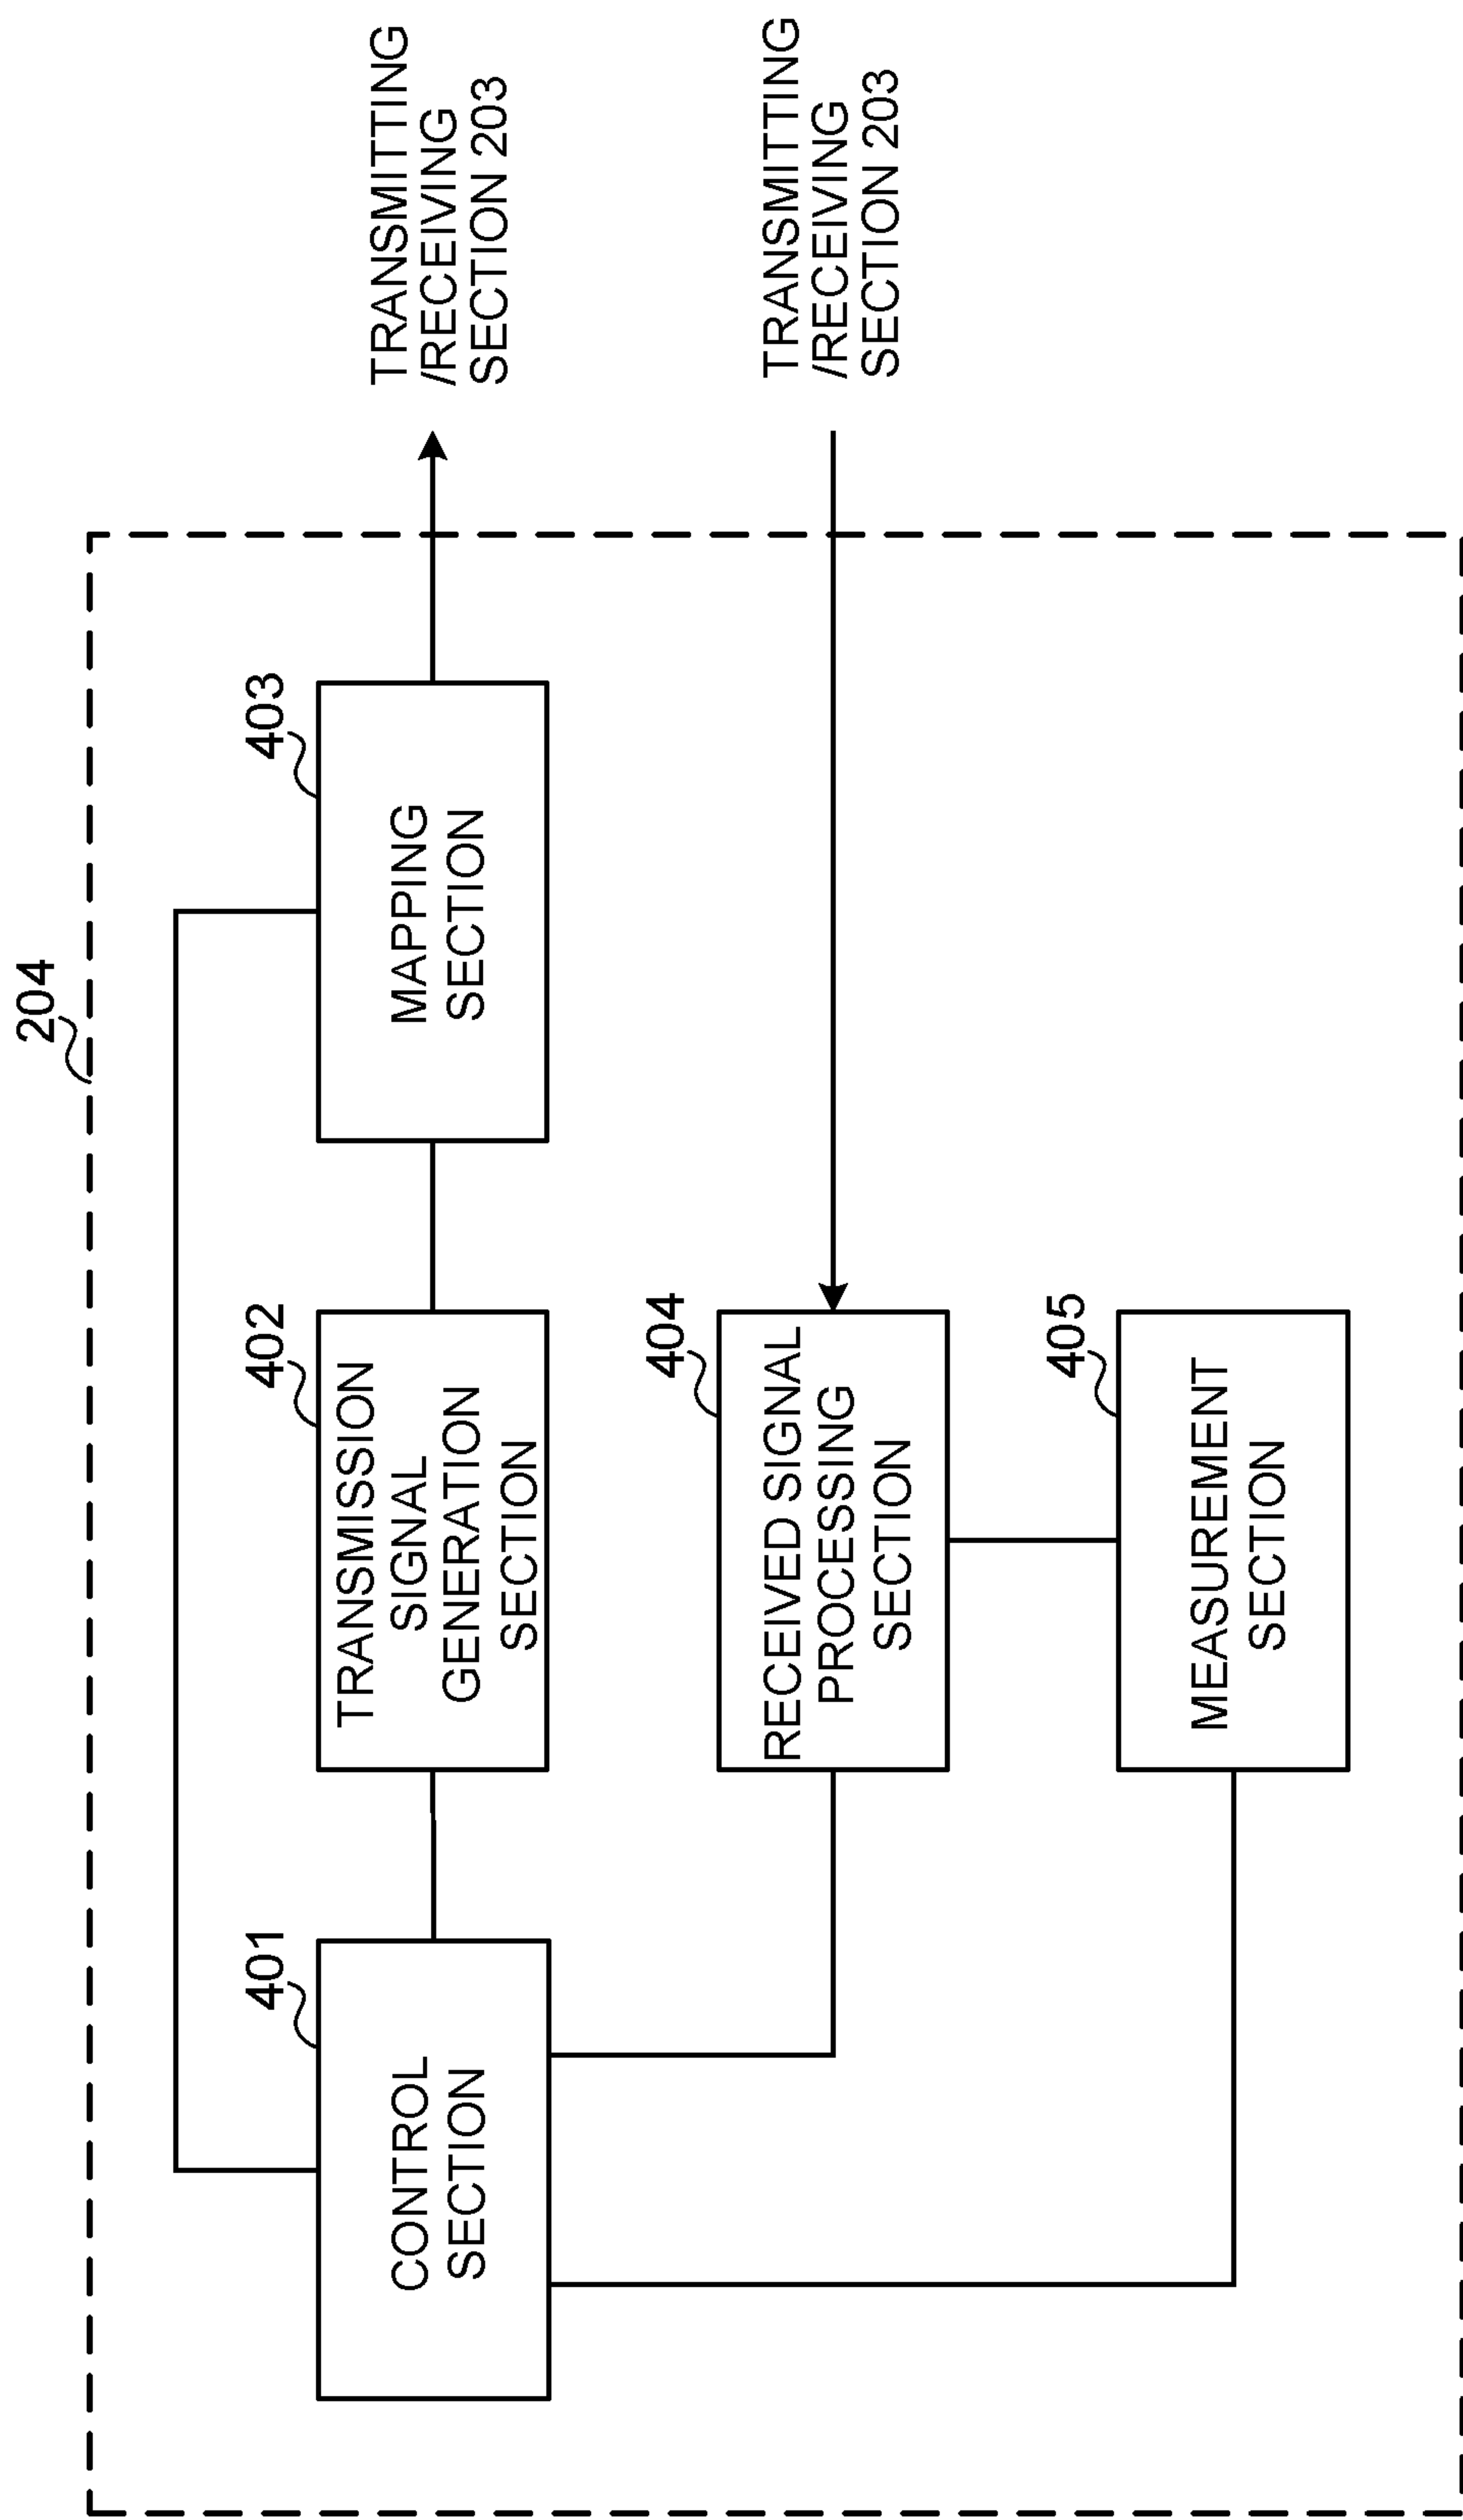 204
401
CONTROL
SECTION
402
TRANSMISSION
SIGNAL
GENERATION
SECTION
403
MAPPING
SECTION
TRANSMITTING
/RECEIVING
SECTION 203
404
RECEIVED SIGNAL
PROCESSING
SECTION
TRANSMITTING
/RECEIVING
SECTION 203
405
MEASUREMENT
SECTION